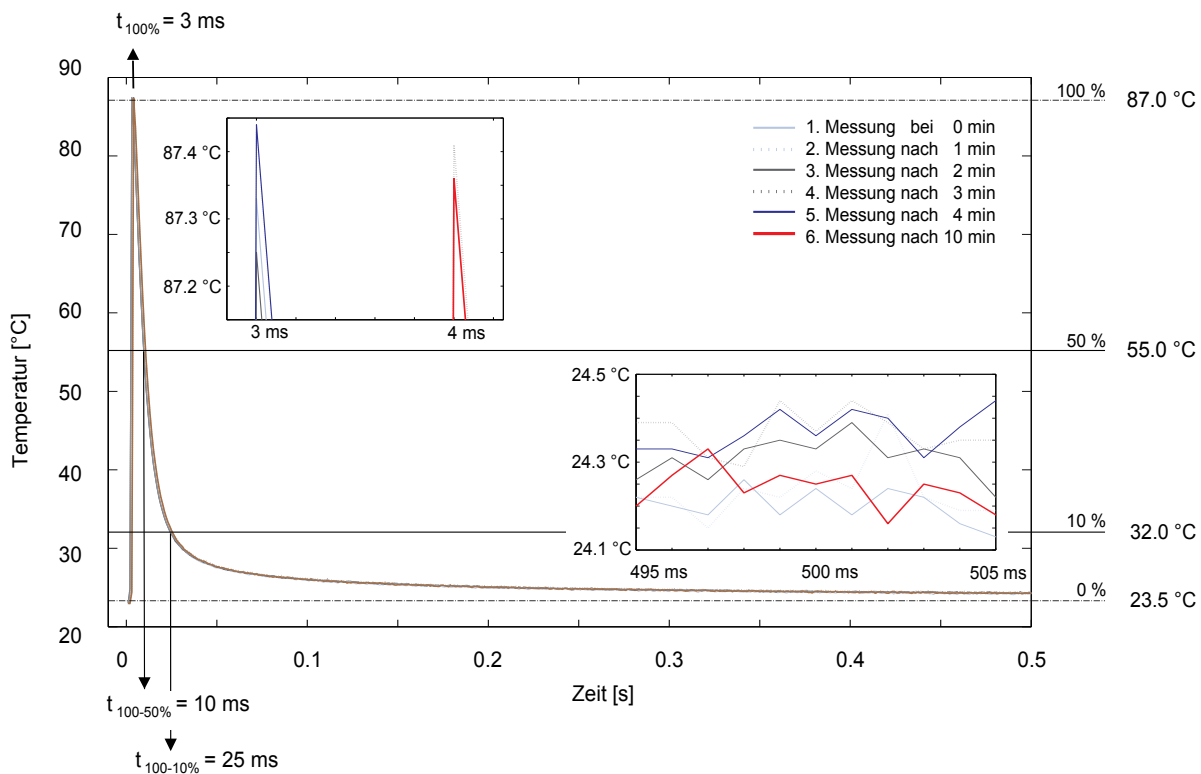 t 100% = 3 ms
90
80
70
60
50
40
30
20
Temperatur [°C]
87.4 °C
87.3 °C
87.2 °C
3 ms
4 ms
1. Messung bei 0 min
2. Messung nach 1 min
3. Messung nach 2 min
4. Messung nach 3 min
5. Messung nach 4 min
6. Messung nach 10 min
100 %
87.0 °C
50 %
55.0 °C
10 %
32.0 °C
0 %
23.5 °C
24.5 °C
24.3 °C
24.1 °C
495 ms
500 ms
505 ms
0
0.1
0.2
0.3
0.4
0.5
Zeit [s]
t 100-50% = 10 ms
t 100-10% = 25 ms